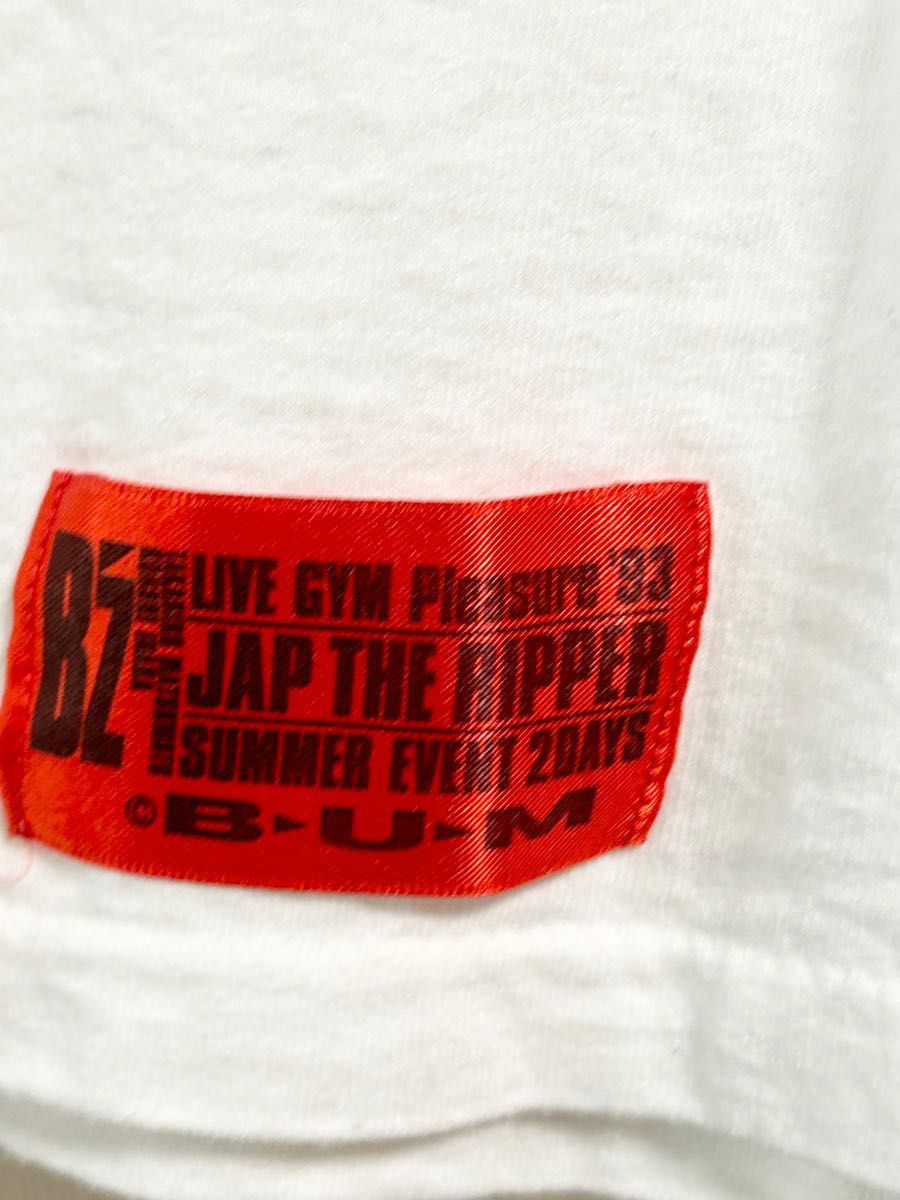 B'z
LIVE GYM Pleasure '93
JAP THE RIPPER
SUMMER EVENT 2DAYS
© B▸U▸M